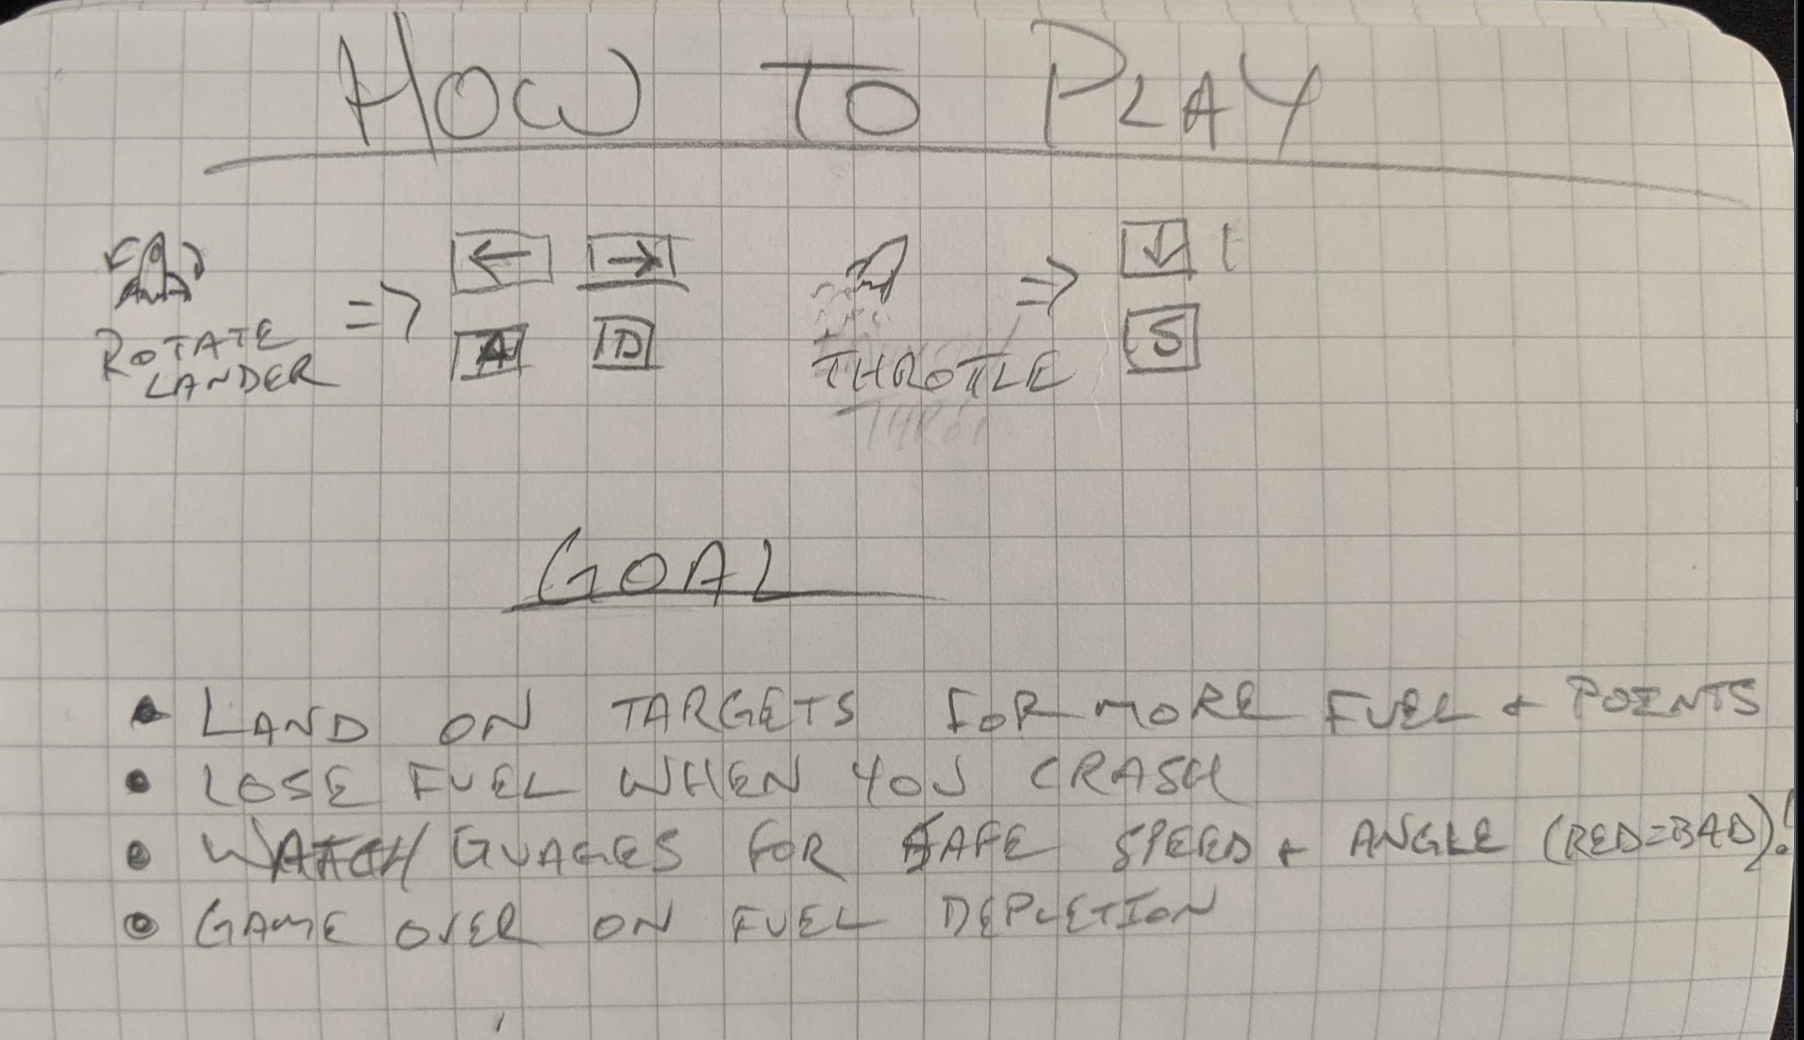 HOW TO PLAY
ROTATE LANDER => ← →
A D
THROTTLE => ↓
S
GOAL
• LAND ON TARGETS FOR MORE FUEL + POINTS
• LOSE FUEL WHEN YOU CRASH
• WATCH GUAGES FOR SAFE SPEED + ANGLE (RED=BAD)!
• GAME OVER ON FUEL DEPLETION